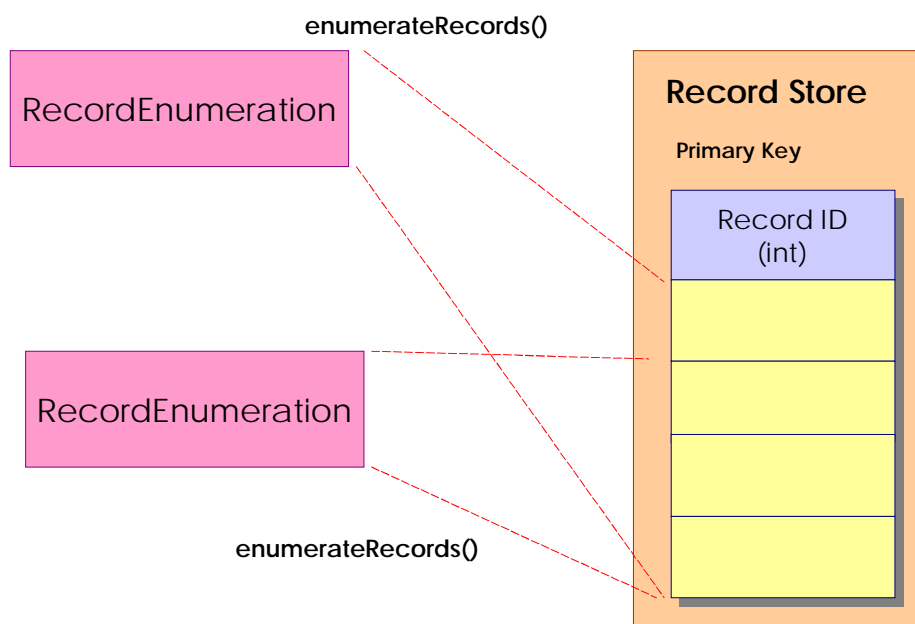 enumerateRecords()
RecordEnumeration
Record Store
Primary Key
Record ID
(int)
RecordEnumeration
enumerateRecords()